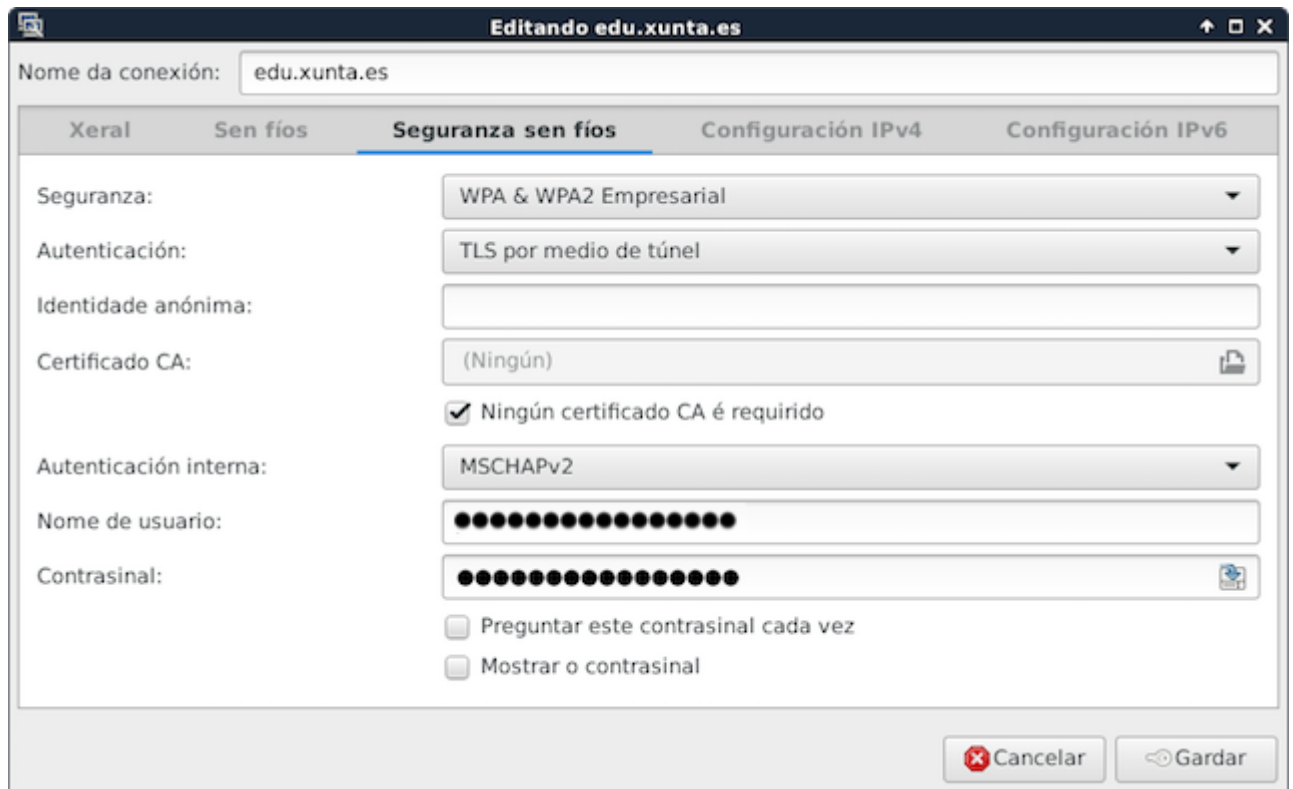 Editando edu.xunta.es
Nome da conexión: edu.xunta.es
Xeral Sen fíos Seguranza sen fíos Configuración IPv4 Configuración IPv6
Seguranza: WPA & WPA2 Empresarial
Autenticación: TLS por medio de túnel
Identidade anónima:
Certificado CA: (Ningún)
Ningún certificado CA é requirido
Autenticación interna: MSCHAPv2
Nome de usuario: ●●●●●●●●●●●●●●●●
Contrasinal: ●●●●●●●●●●●●●●●●
Preguntar este contrasinal cada vez
Mostrar o contrasinal
Cancelar Gardar